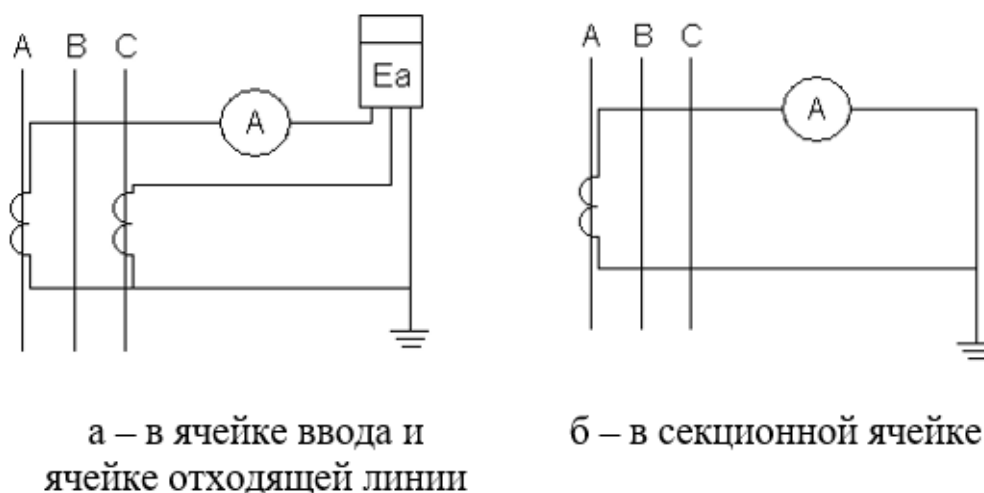 A B C
Ea
A
A B C
A
а – в ячейке ввода и
ячейке отходящей линии
б – в секционной ячейке